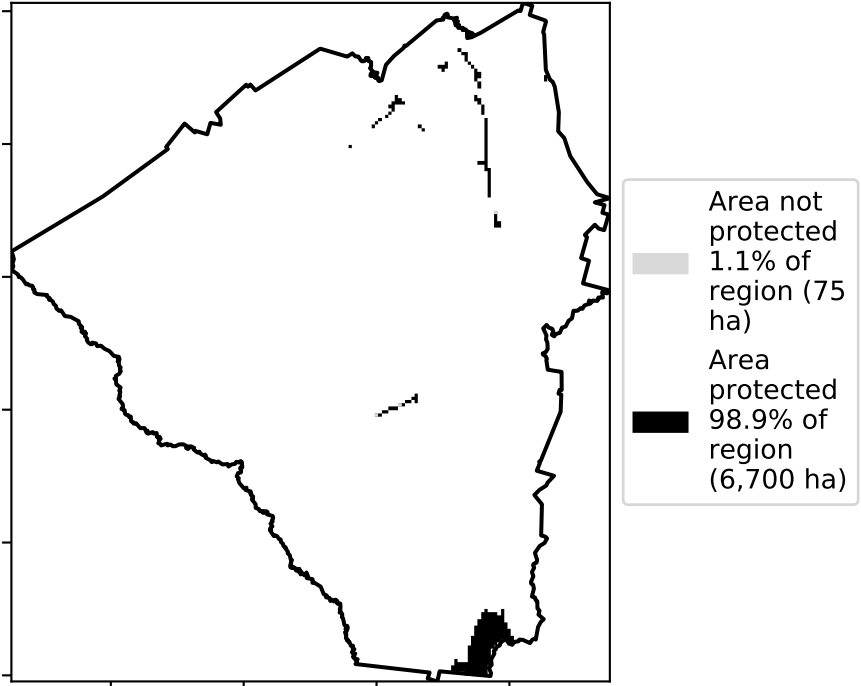 Area not
protected
1.1% of
region (75
ha)
Area
protected
98.9% of
region
(6,700 ha)